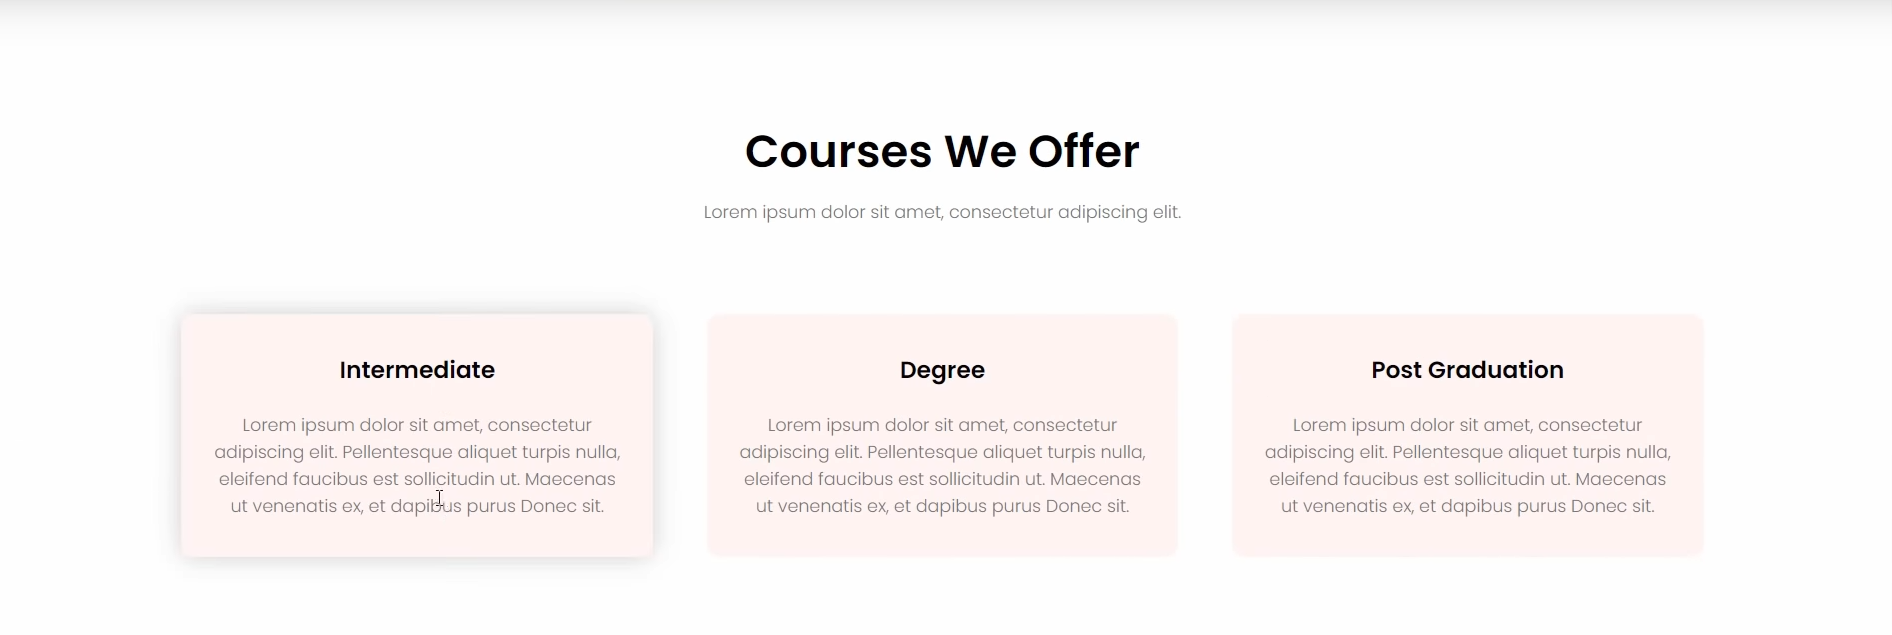 Courses We Offer
Lorem ipsum dolor sit amet, consectetur adipiscing elit.
Intermediate
Lorem ipsum dolor sit amet, consectetur
adipiscing elit. Pellentesque aliquet turpis nulla,
eleifend faucibus est sollicitudin ut. Maecenas
ut venenatis ex, et dapibus purus Donec sit.
Degree
Lorem ipsum dolor sit amet, consectetur
adipiscing elit. Pellentesque aliquet turpis nulla,
eleifend faucibus est sollicitudin ut. Maecenas
ut venenatis ex, et dapibus purus Donec sit.
Post Graduation
Lorem ipsum dolor sit amet, consectetur
adipiscing elit. Pellentesque aliquet turpis nulla,
eleifend faucibus est sollicitudin ut. Maecenas
ut venenatis ex, et dapibus purus Donec sit.